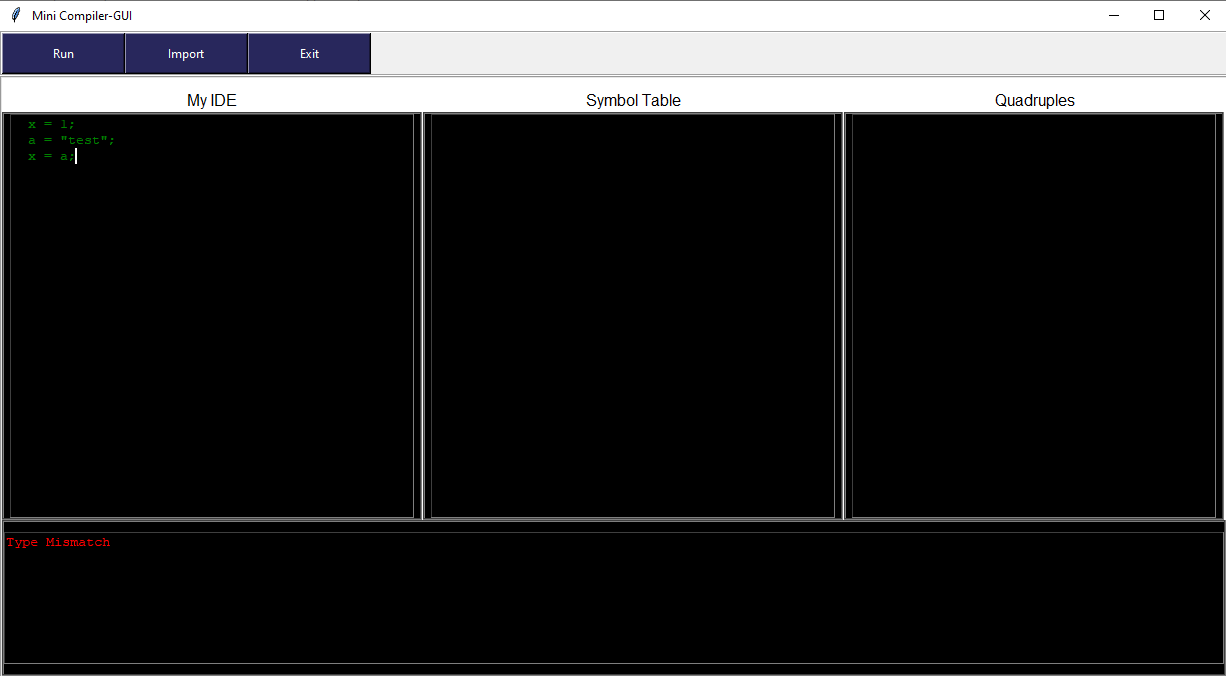 Mini Compiler-GUI
Run Import Exit
My IDE Symbol Table Quadruples
x = 1;
a = "test";
x = a;
Type Mismatch